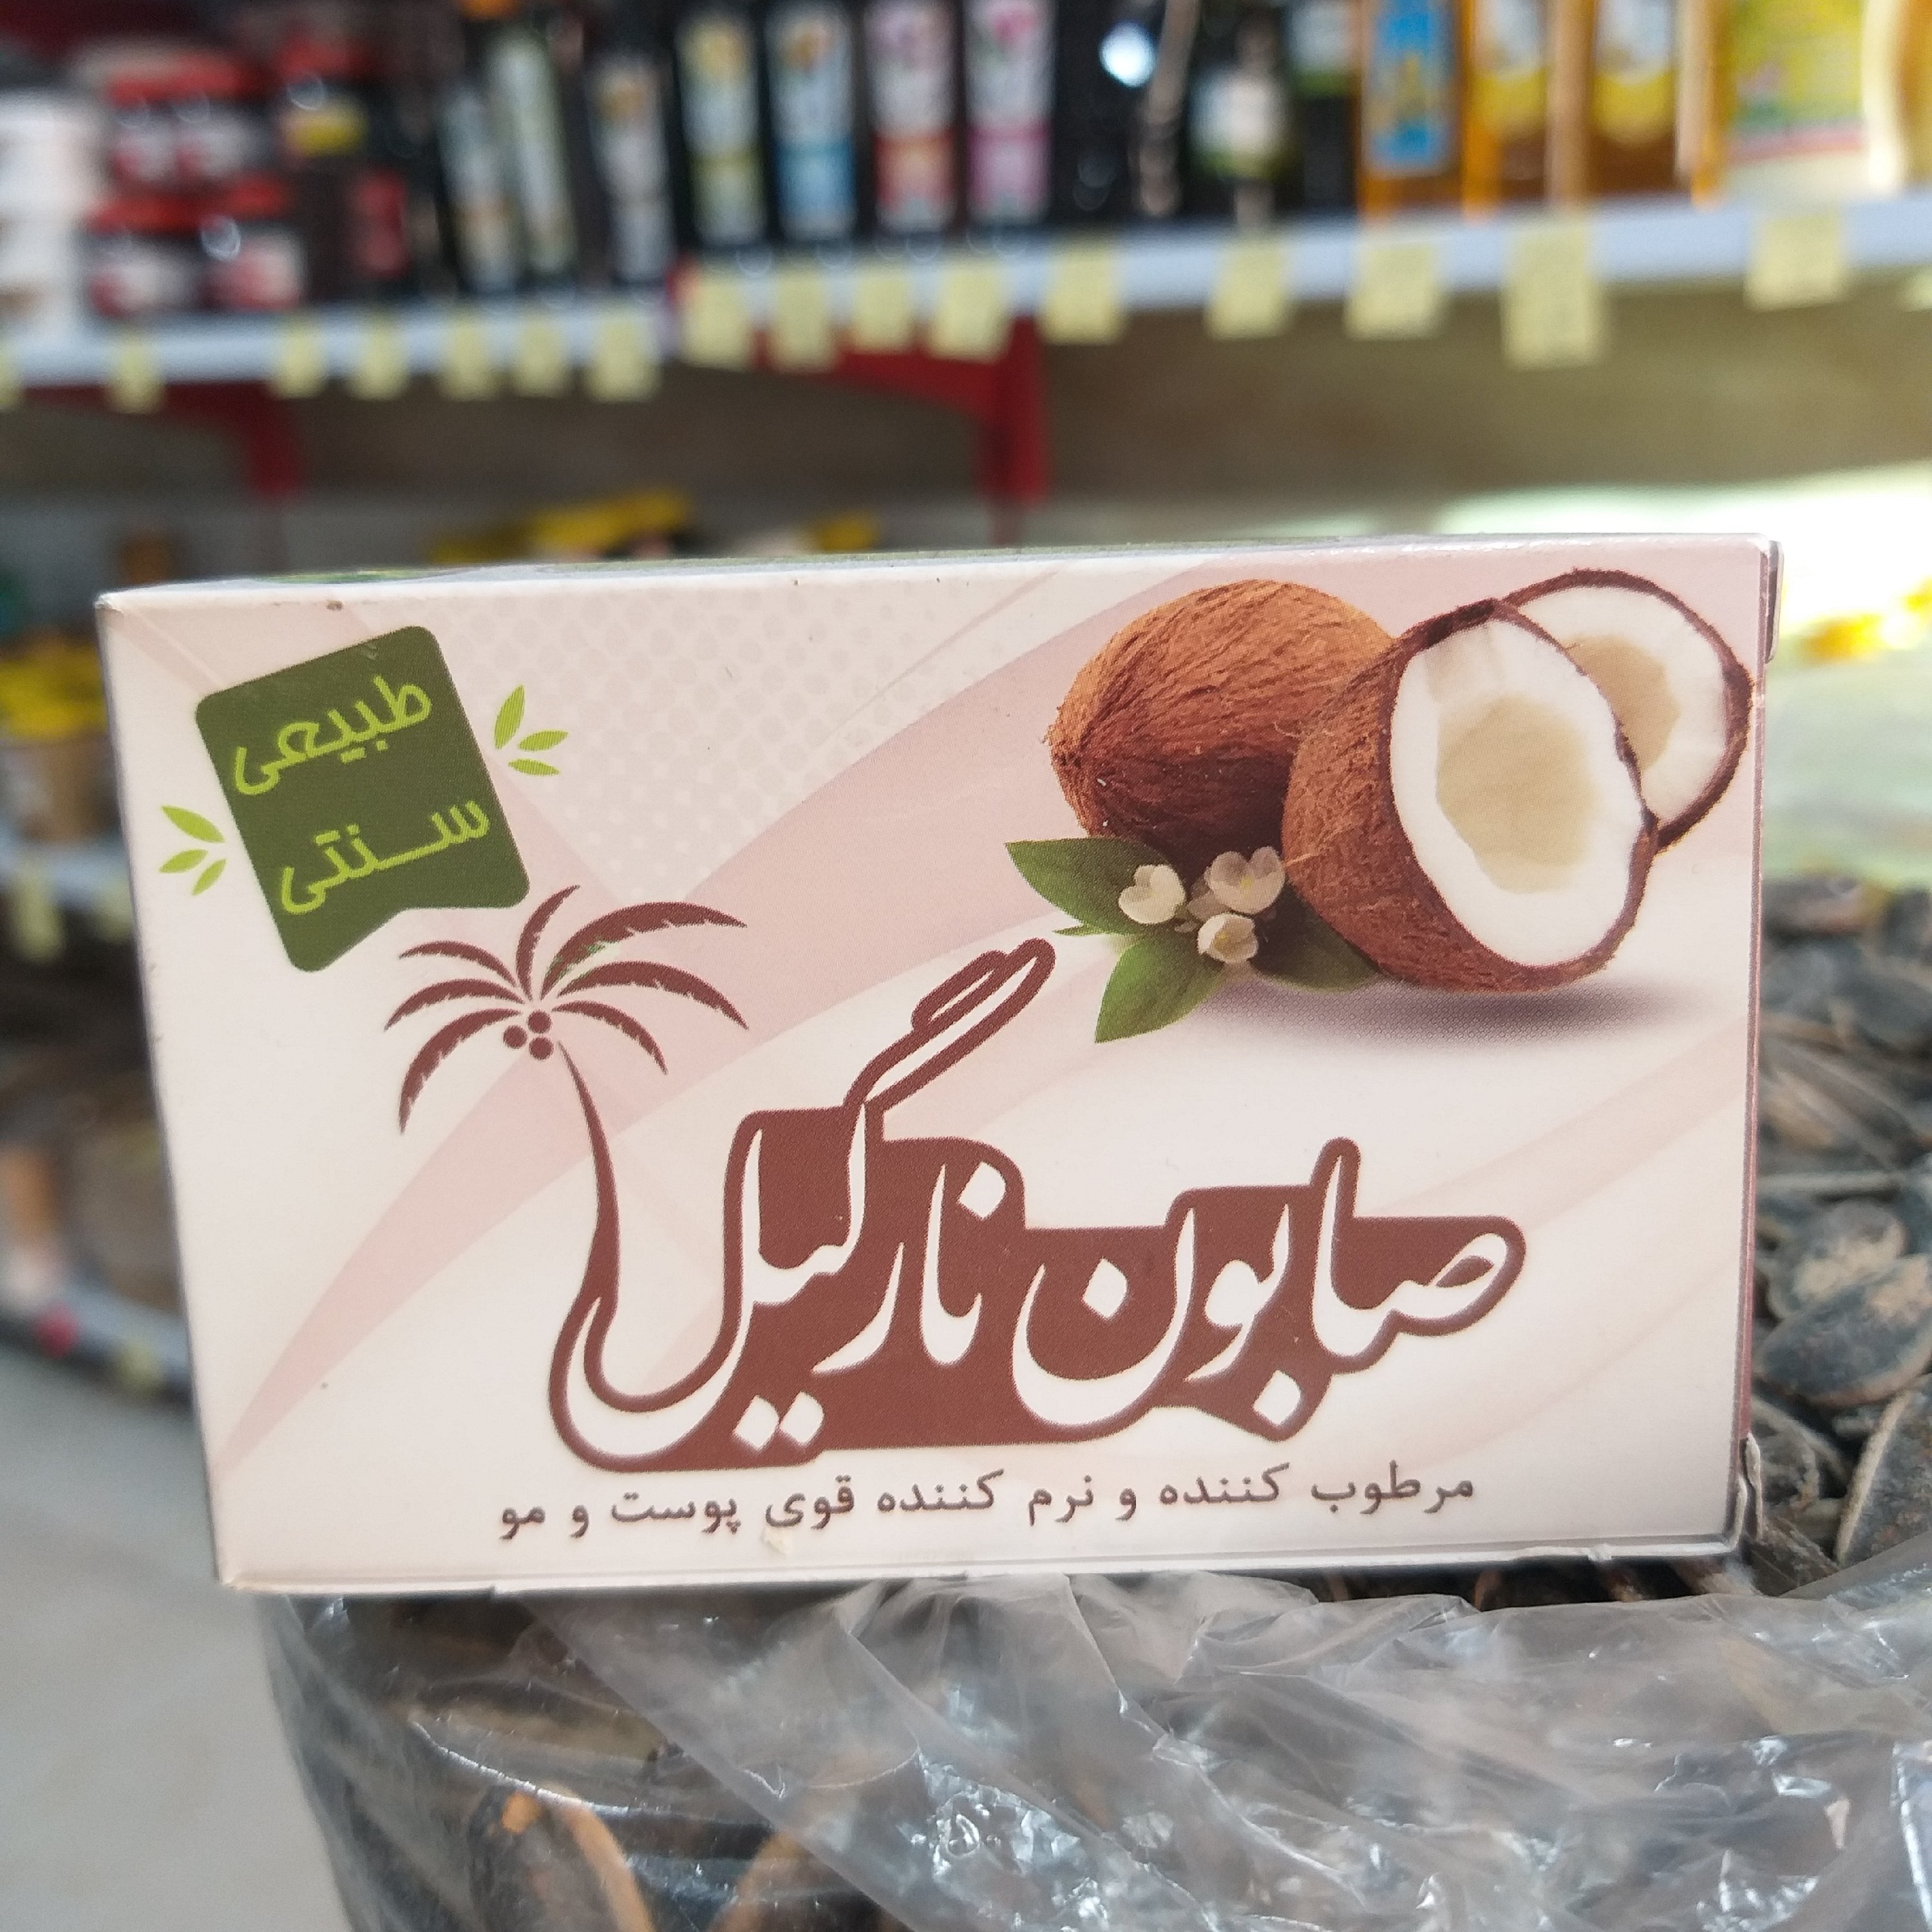 طبیعی
سنتی
صابون نارگیل
مرطوب کننده و نرم کننده قوی پوست و مو